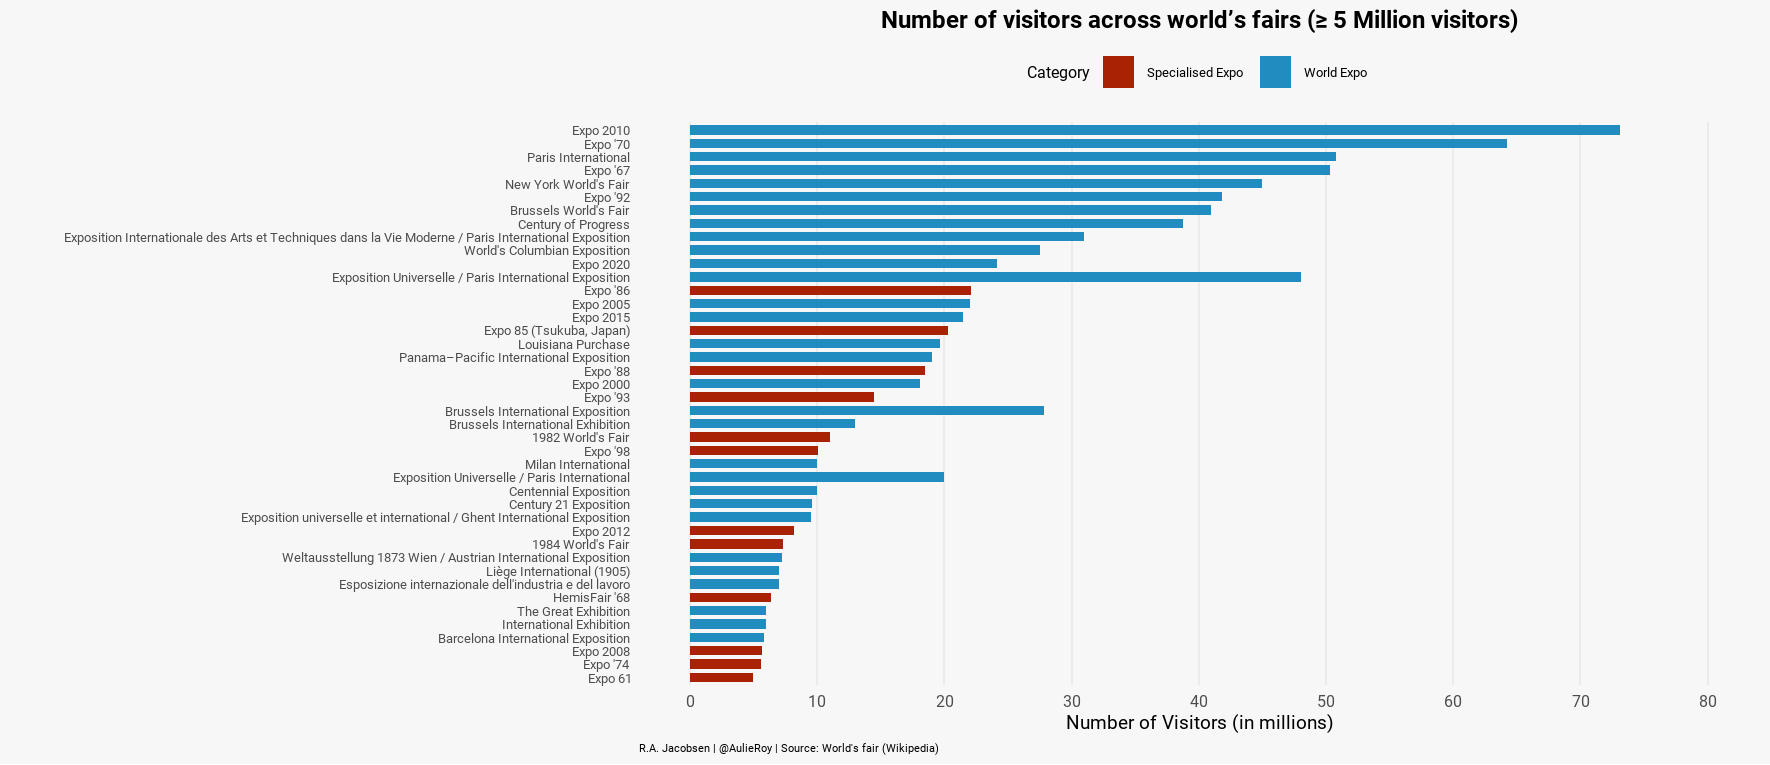 Number of visitors across world’s fairs (≥ 5 Million visitors)
Category Specialised Expo World Expo
Expo 2010
Expo '70
Paris International
Expo '67
New York World's Fair
Expo '92
Brussels World's Fair
Century of Progress
Exposition Internationale des Arts et Techniques dans la Vie Moderne / Paris International Exposition
World's Columbian Exposition
Expo 2020
Exposition Universelle / Paris International Exposition
Expo '86
Expo 2005
Expo 2015
Expo 85 (Tsukuba, Japan)
Louisiana Purchase
Panama–Pacific International Exposition
Expo '88
Expo 2000
Expo '93
Brussels International Exposition
Brussels International Exhibition
1982 World's Fair
Expo '98
Milan International
Exposition Universelle / Paris International
Centennial Exposition
Century 21 Exposition
Exposition universelle et international / Ghent International Exposition
Expo 2012
1984 World's Fair
Weltausstellung 1873 Wien / Austrian International Exposition
Liège International (1905)
Esposizione internazionale dell'industria e del lavoro
HemisFair '68
The Great Exhibition
International Exhibition
Barcelona International Exposition
Expo 2008
Expo '74
Expo 61
0 10 20 30 40 50 60 70 80
Number of Visitors (in millions)
R.A. Jacobsen | @AulieRoy | Source: World's fair (Wikipedia)